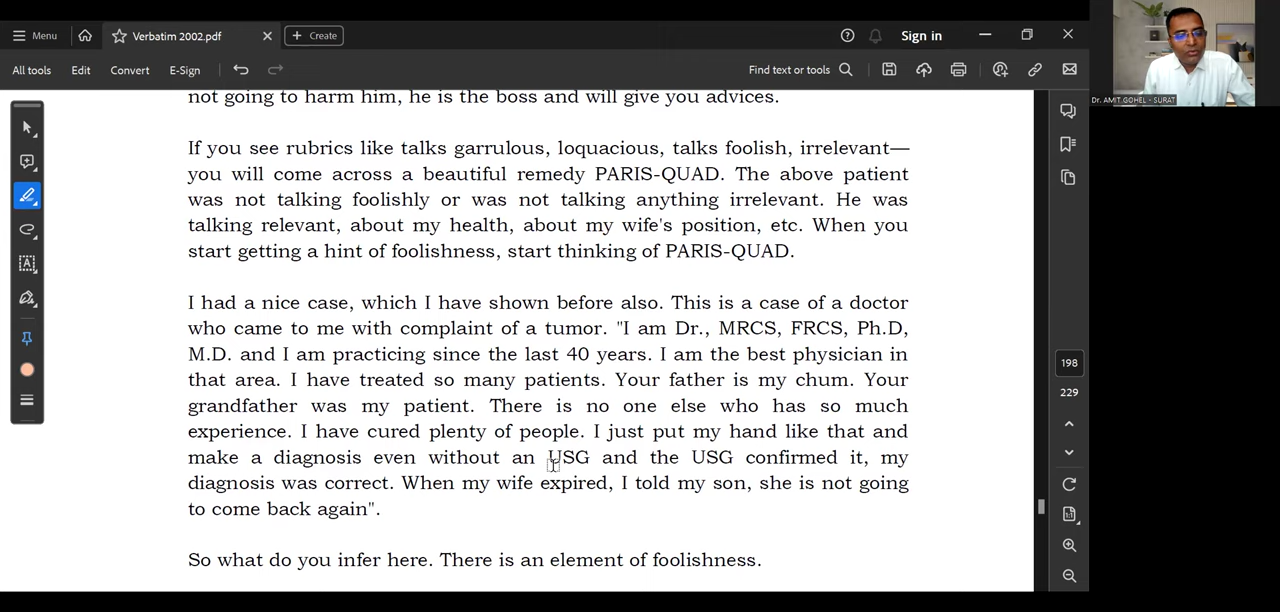 Menu
Verbatim 2002.pdf
Create
Sign in
All tools
Edit
Convert
E-Sign
Find text or tools
Dr. AMIT GOHEL - SURAT
not going to harm him, he is the boss and will give you advices.
If you see rubrics like talks garrulous, loquacious, talks foolish, irrelevant—
you will come across a beautiful remedy PARIS-QUAD. The above patient
was not talking foolishly or was not talking anything irrelevant. He was
talking relevant, about my health, about my wife's position, etc. When you
start getting a hint of foolishness, start thinking of PARIS-QUAD.
I had a nice case, which I have shown before also. This is a case of a doctor
who came to me with complaint of a tumor. "I am Dr., MRCS, FRCS, Ph.D,
M.D. and I am practicing since the last 40 years. I am the best physician in
that area. I have treated so many patients. Your father is my chum. Your
grandfather was my patient. There is no one else who has so much
experience. I have cured plenty of people. I just put my hand like that and
make a diagnosis even without an USG and the USG confirmed it, my
diagnosis was correct. When my wife expired, I told my son, she is not going
to come back again".
So what do you infer here. There is an element of foolishness.
198
229